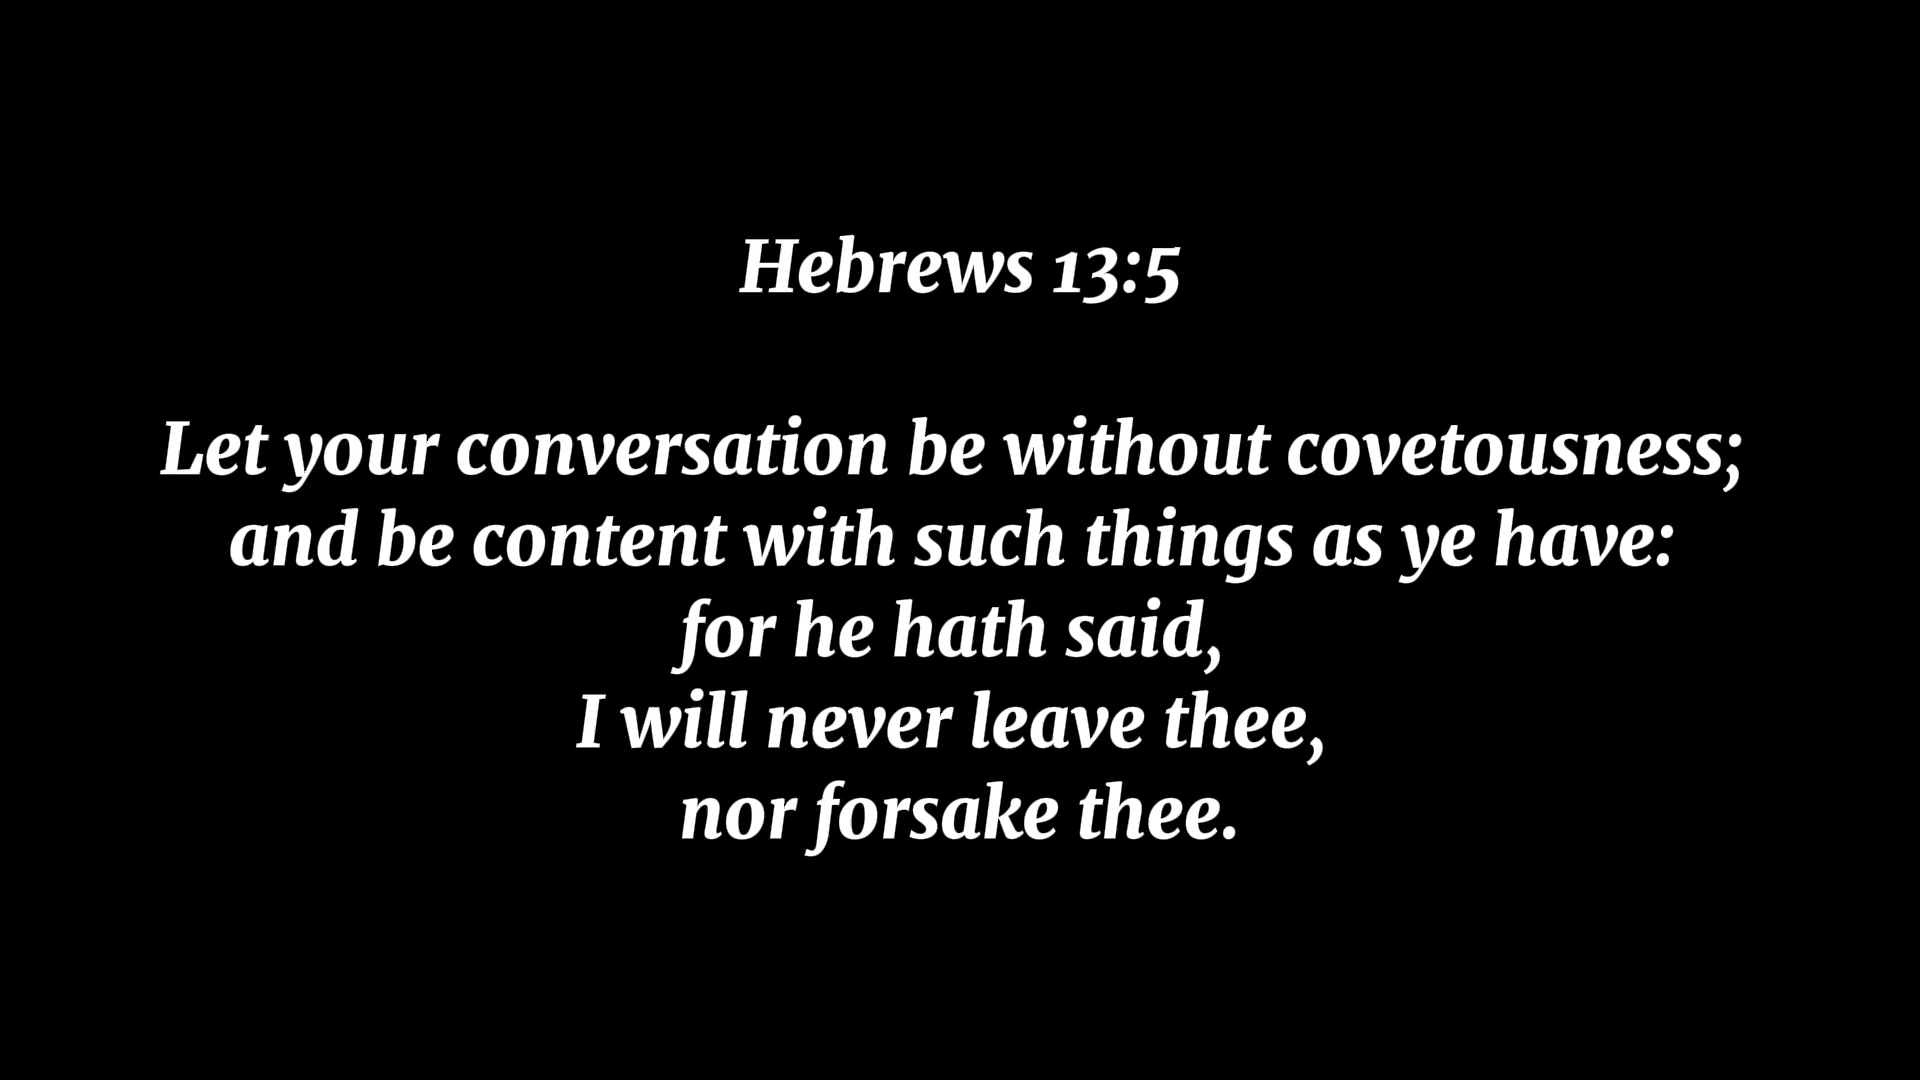 Hebrews 13:5
Let your conversation be without covetousness;
and be content with such things as ye have:
for he hath said,
I will never leave thee,
nor forsake thee.